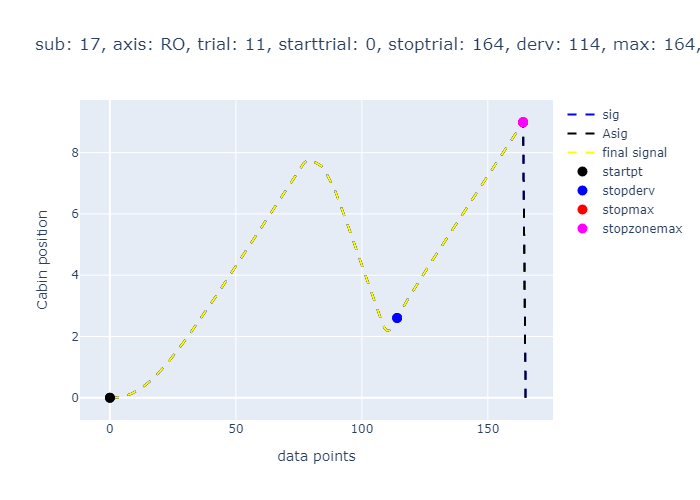 sub: 17, axis: RO, trial: 11, starttrial: 0, stoptrial: 164, derv: 114, max: 164,
sig
Asig
final signal
startpt
stopderv
stopmax
stopzonemax
Cabin position
8
6
4
2
0
0 50 100 150
data points